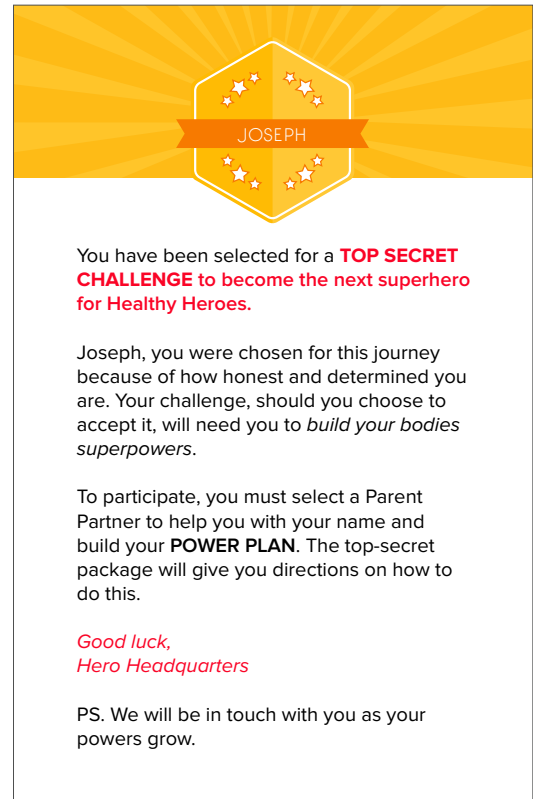 JOSEPH
You have been selected for a TOP SECRET
CHALLENGE to become the next superhero
for Healthy Heroes.
Joseph, you were chosen for this journey
because of how honest and determined you
are. Your challenge, should you choose to
accept it, will need you to build your bodies
superpowers.
To participate, you must select a Parent
Partner to help you with your name and
build your POWER PLAN. The top-secret
package will give you directions on how to
do this.
Good luck,
Hero Headquarters
PS. We will be in touch with you as your
powers grow.